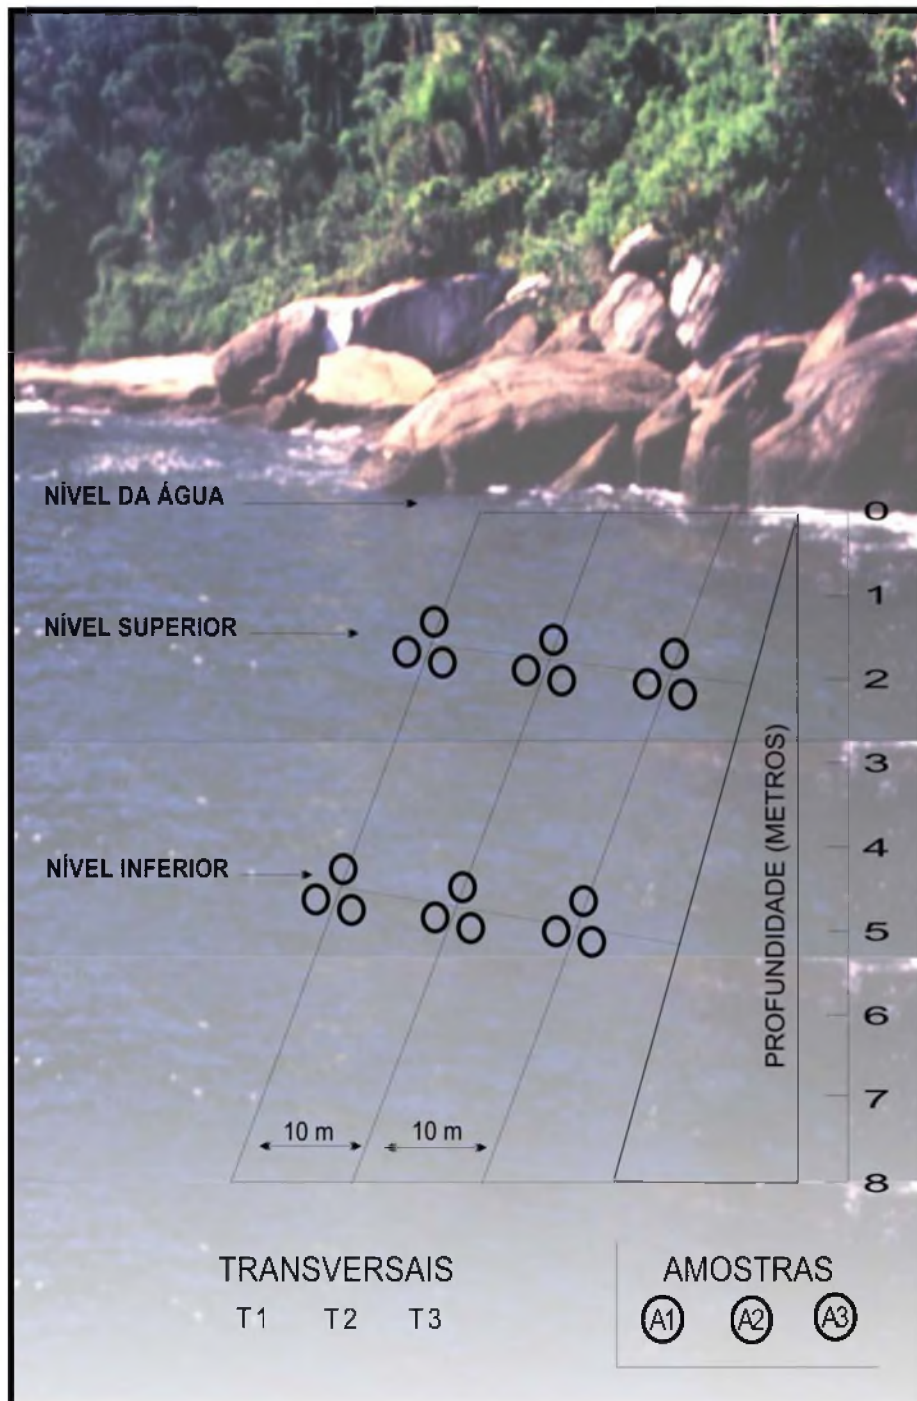 NÍVEL DA ÁGUA
0
1
NÍVEL SUPERIOR
2
3
NÍVEL INFERIOR
4
5
PROFUNDIDADE (METROS)
6
7
10 m
10 m
8
TRANSVERSAIS
T1 T2 T3
AMOSTRAS
A1 A2 A3